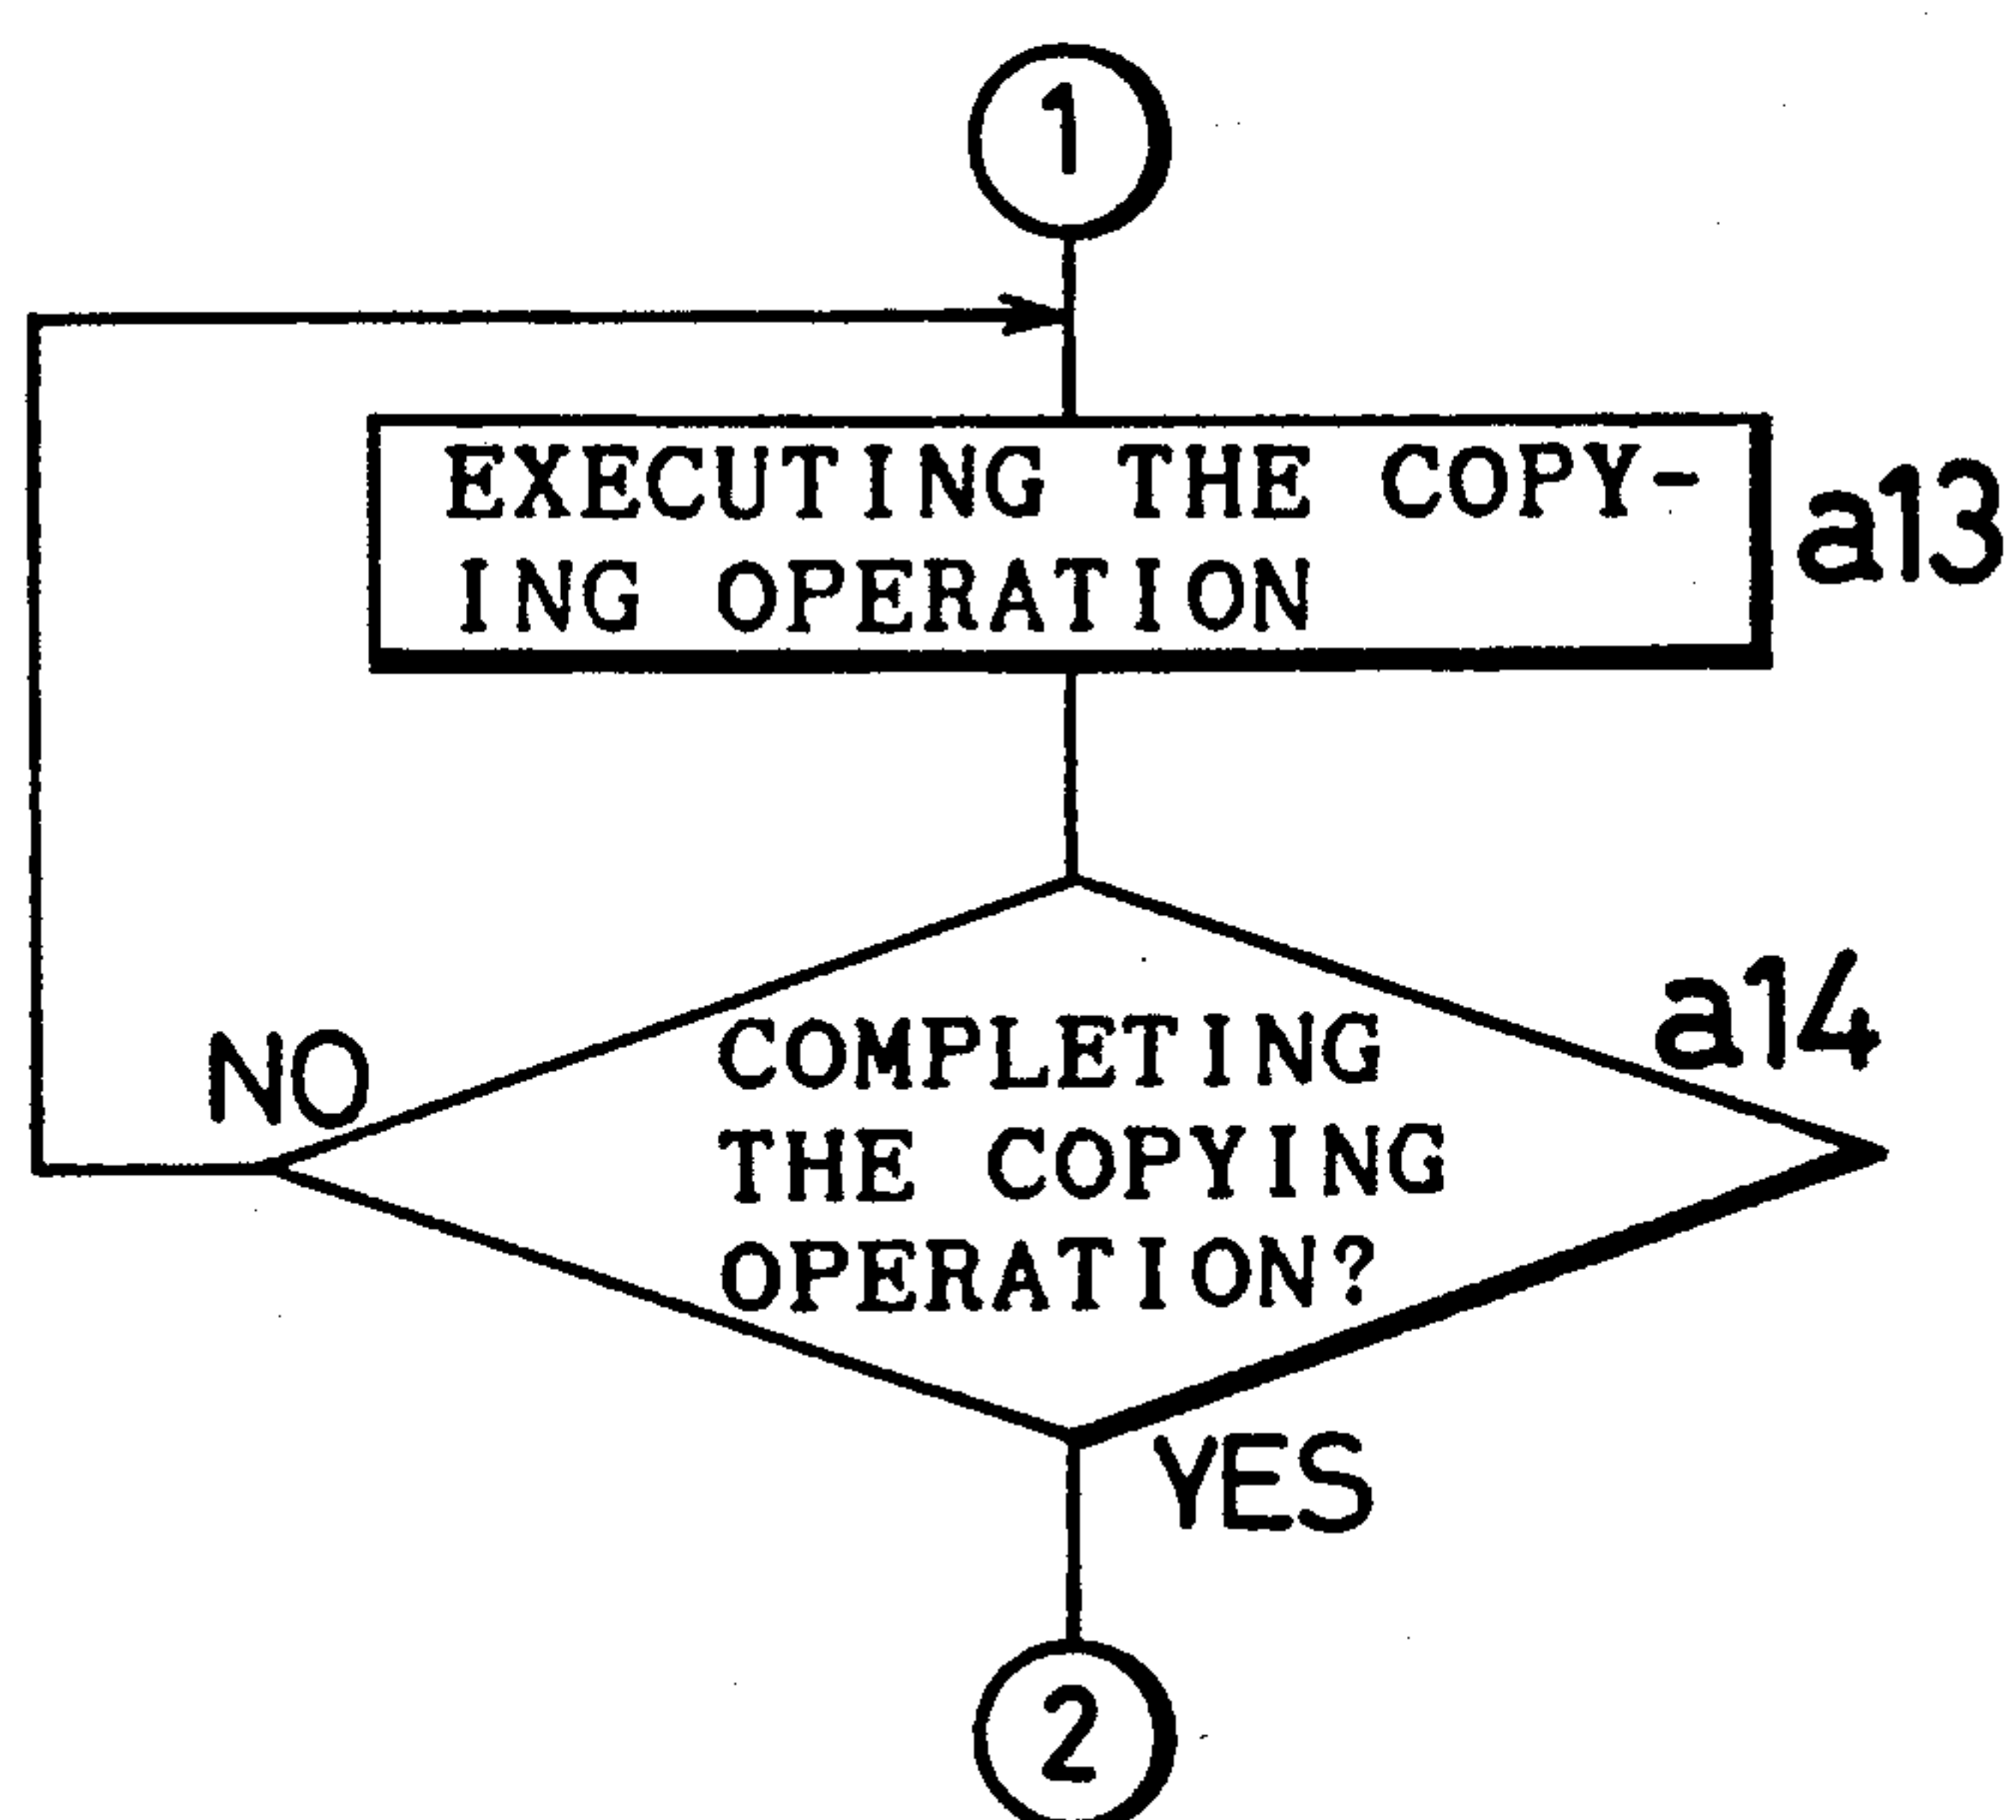 1
EXECUTING THE COPY-
ING OPERATION
a13
a14
NO
COMPLETING
THE COPYING
OPERATION?
YES
2